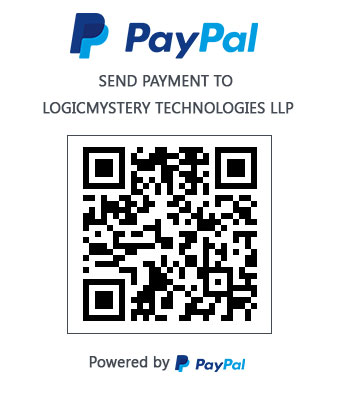 PayPal
SEND PAYMENT TO
LOGICMYSTERY TECHNOLOGIES LLP
Powered by PayPal